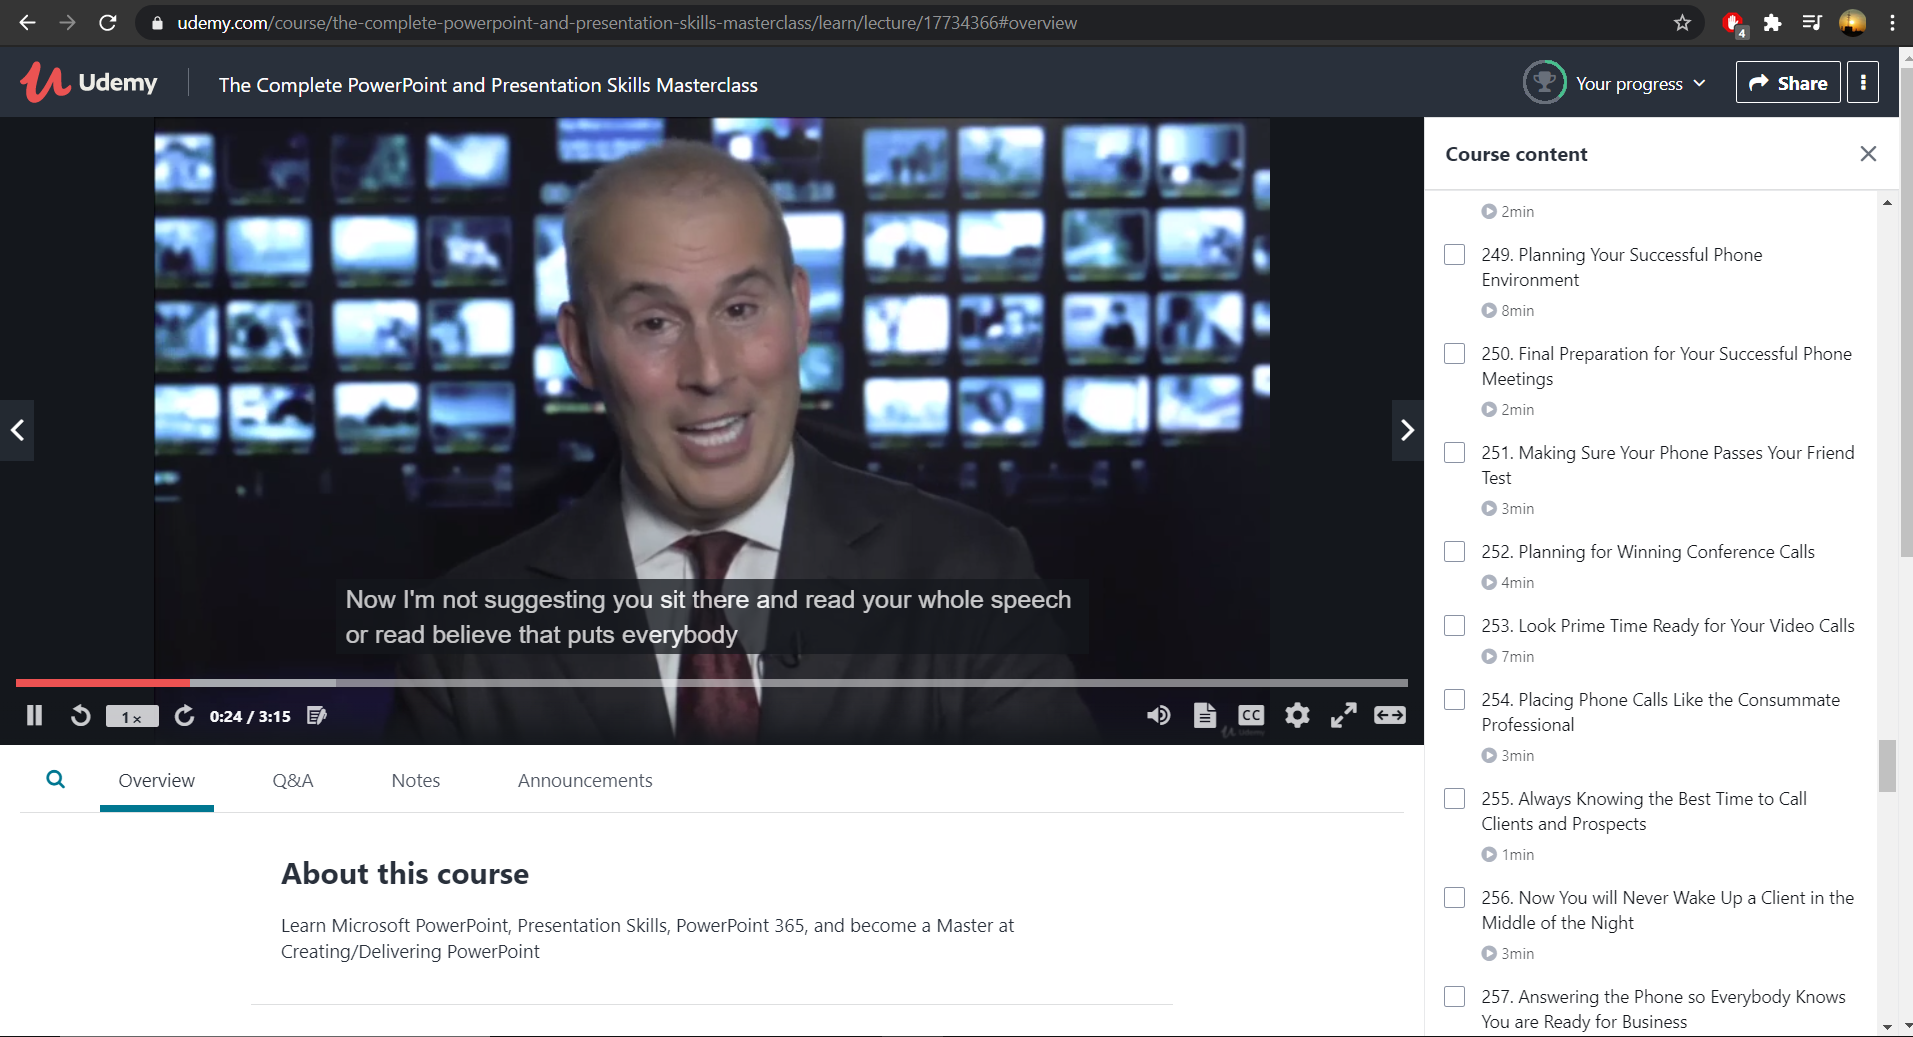 udemy.com/course/the-complete-powerpoint-and-presentation-skills-masterclass/learn/lecture/17734366#overview
4
Udemy
The Complete PowerPoint and Presentation Skills Masterclass
Your progress
Share
Now I'm not suggesting you sit there and read your whole speech
or read believe that puts everybody
1×
0:24 / 3:15
CC
Udemy
Overview
Q&A
Notes
Announcements
About this course
Learn Microsoft PowerPoint, Presentation Skills, PowerPoint 365, and become a Master at
Creating/Delivering PowerPoint
Course content
2min
249. Planning Your Successful Phone
Environment
8min
250. Final Preparation for Your Successful Phone
Meetings
2min
251. Making Sure Your Phone Passes Your Friend
Test
3min
252. Planning for Winning Conference Calls
4min
253. Look Prime Time Ready for Your Video Calls
7min
254. Placing Phone Calls Like the Consummate
Professional
3min
255. Always Knowing the Best Time to Call
Clients and Prospects
1min
256. Now You will Never Wake Up a Client in the
Middle of the Night
3min
257. Answering the Phone so Everybody Knows
You are Ready for Business